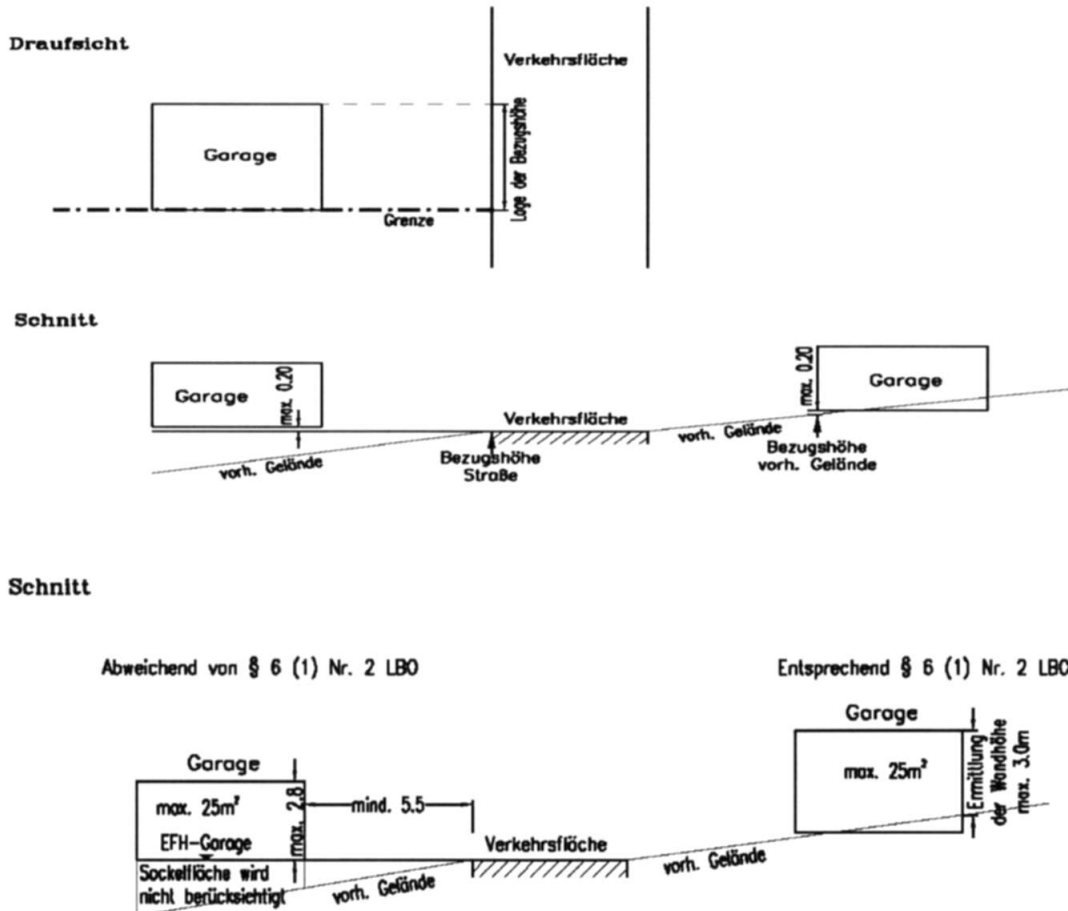 Draufsicht
Verkehrsfläche
Garage
Lage der Bezugshöhe
Grenze
Schnitt
Garage
max. 0.20
Verkehrsfläche
vorh. Gelände
Bezugshöhe
Straße
max. 0.20
Garage
vorh. Gelände
Bezugshöhe
vorh. Gelände
Schnitt
Abweichend von § 6 (1) Nr. 2 LBO
Entsprechend § 6 (1) Nr. 2 LBO
Garage
max. 25m²
EFH-Garage
max. 2.8
mind. 5.5
Verkehrsfläche
Sockelfläche wird
nicht berücksichtigt
vorh. Gelände
Garage
max. 25m²
Ermittlung
der Wandhöhe
max. 3.0m
vorh. Gelände